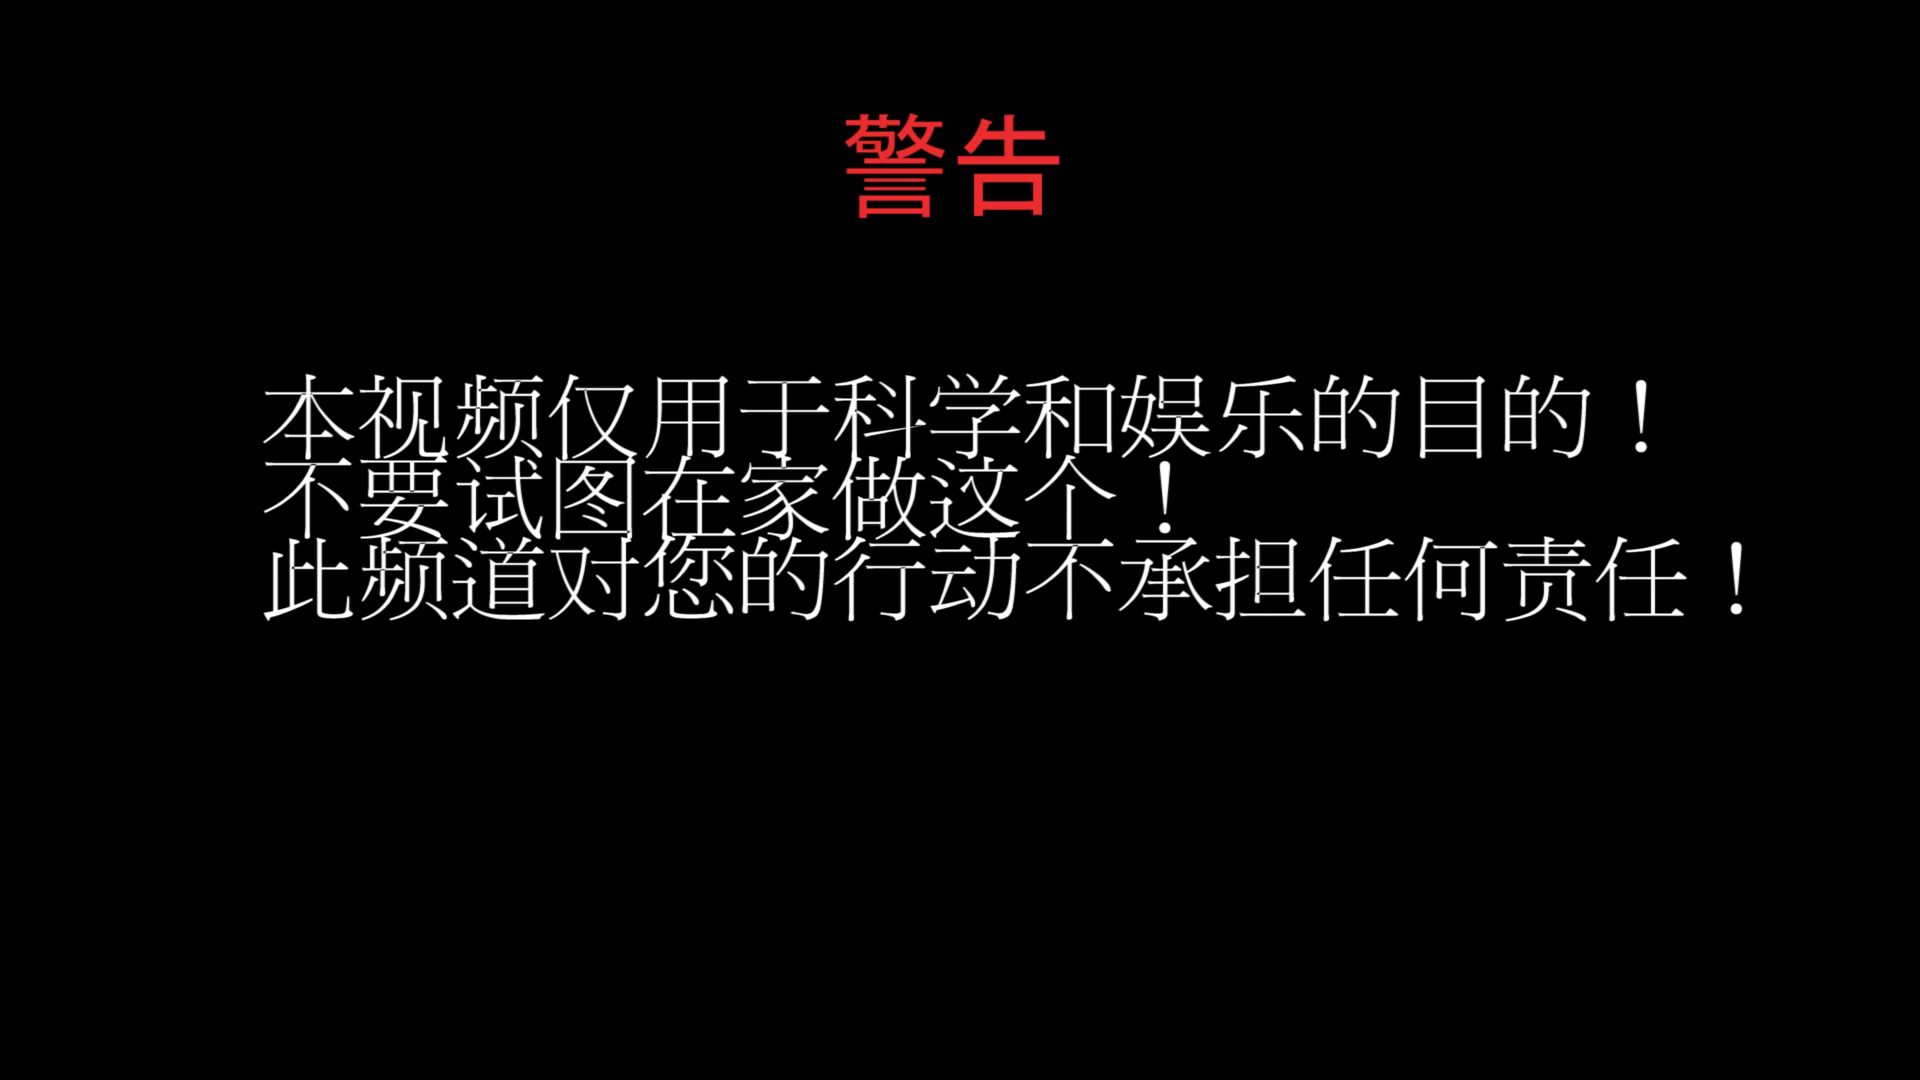 警告
本视频仅用于科学和娱乐的目的！
不要试图在家做这个！
此频道对您的行动不承担任何责任！